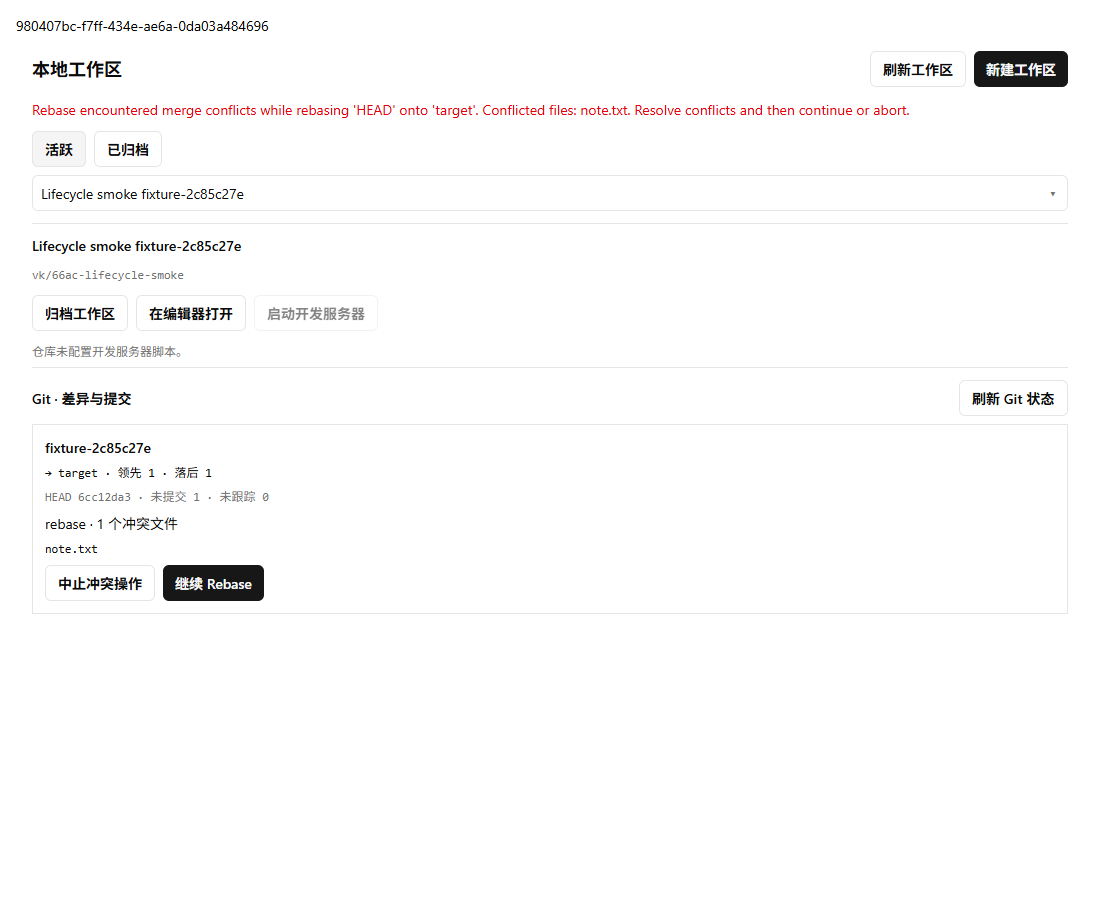 980407bc-f7ff-434e-ae6a-0da03a484696
本地工作区
刷新工作区
新建工作区
Rebase encountered merge conflicts while rebasing 'HEAD' onto 'target'. Conflicted files: note.txt. Resolve conflicts and then continue or abort.
活跃
已归档
Lifecycle smoke fixture-2c85c27e
Lifecycle smoke fixture-2c85c27e
vk/66ac-lifecycle-smoke
归档工作区
在编辑器打开
启动开发服务器
仓库未配置开发服务器脚本。
Git · 差异与提交
刷新 Git 状态
fixture-2c85c27e
→ target · 领先 1 · 落后 1
HEAD 6cc12da3 · 未提交 1 · 未跟踪 0
rebase · 1 个冲突文件
note.txt
中止冲突操作
继续 Rebase